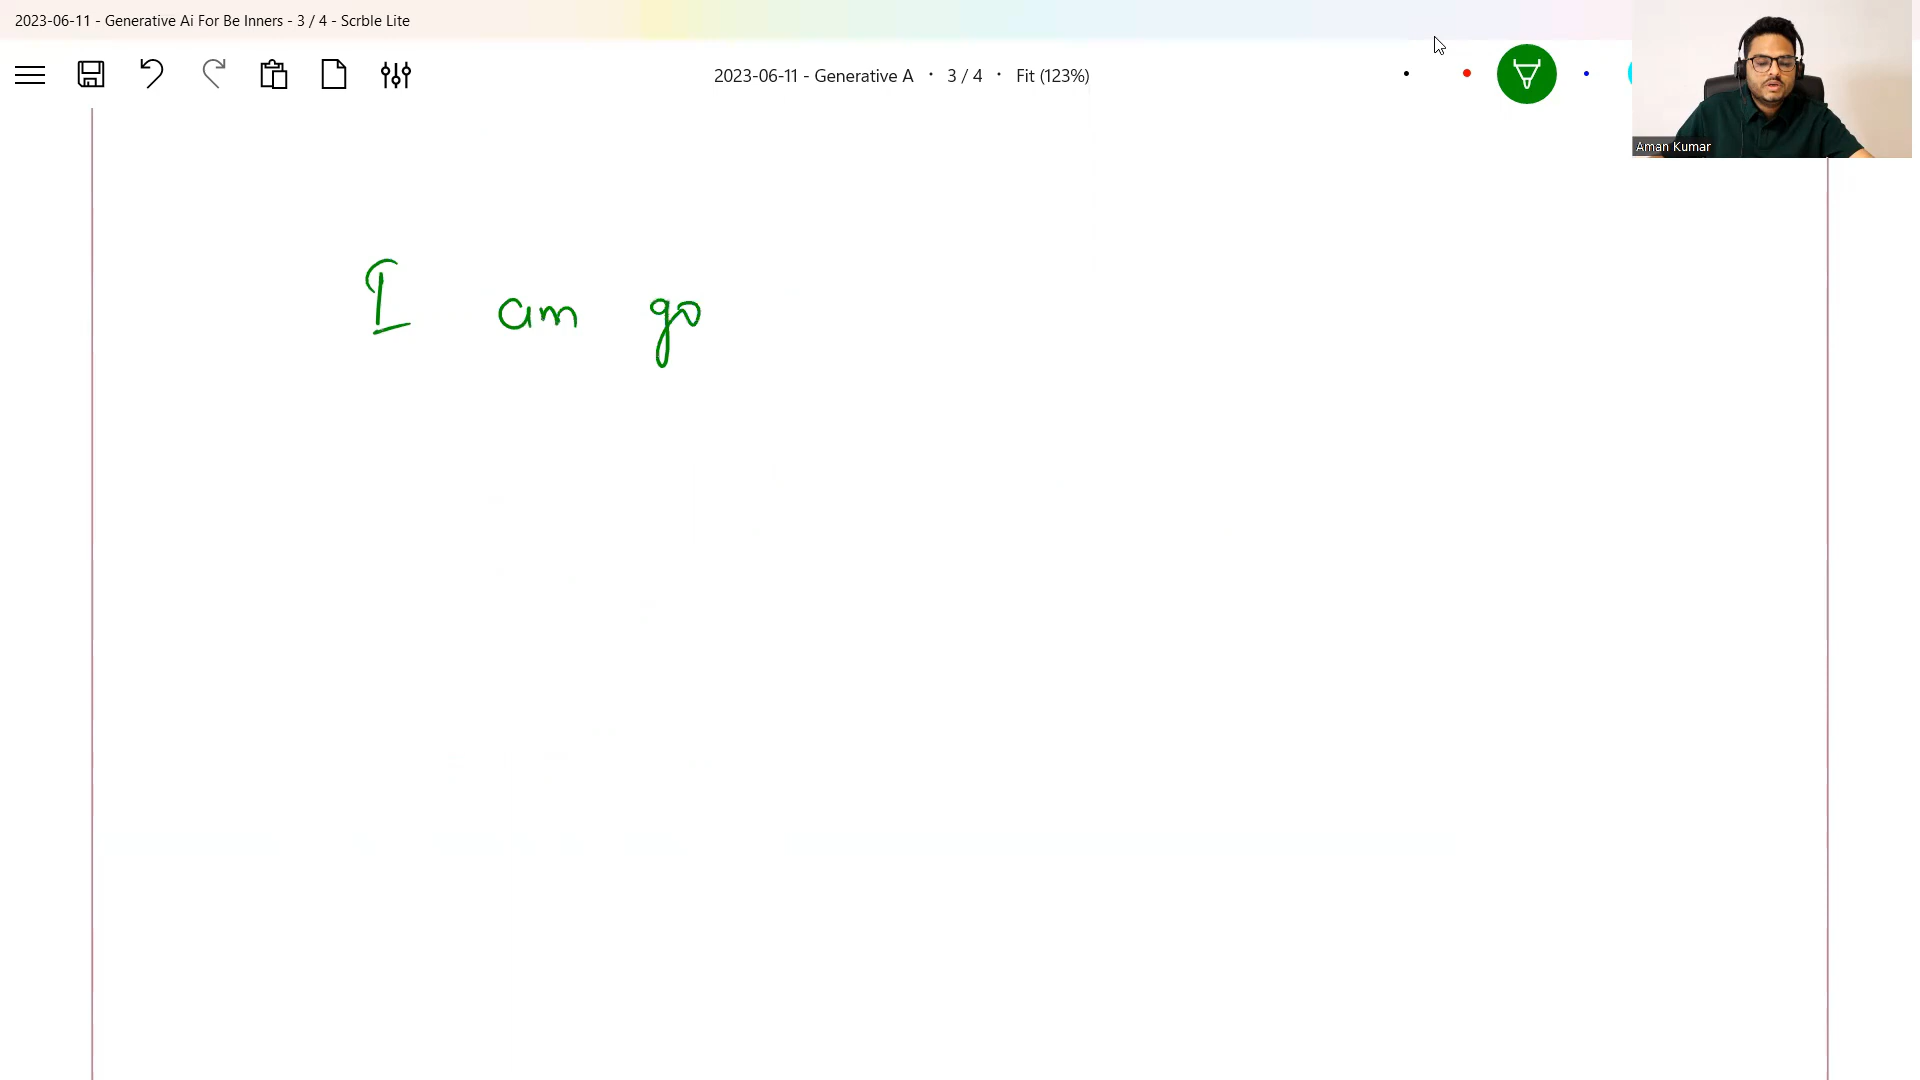 2023-06-11 - Generative Ai For Be Inners - 3 / 4 - Scrble Lite
2023-06-11 - Generative A · 3 / 4 · Fit (123%)
Aman Kumar
I am go